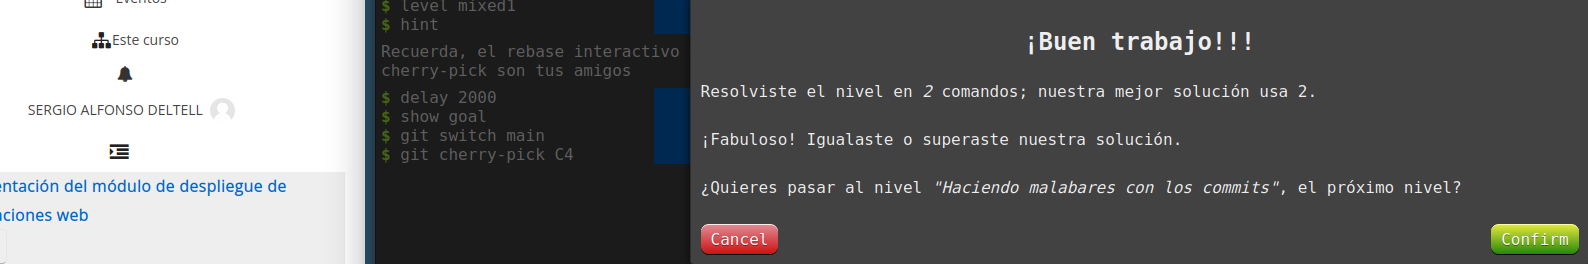 Eventos
Este curso
SERGIO ALFONSO DELTELL
entación del módulo de despliegue de
aciones web
$ level mixed1
$ hint
Recuerda, el rebase interactivo
cherry-pick son tus amigos
$ delay 2000
$ show goal
$ git switch main
$ git cherry-pick C4
¡Buen trabajo!!!
Resolviste el nivel en 2 comandos; nuestra mejor solución usa 2.
¡Fabuloso! Igualaste o superaste nuestra solución.
¿Quieres pasar al nivel "Haciendo malabares con los commits", el próximo nivel?
Cancel
Confirm